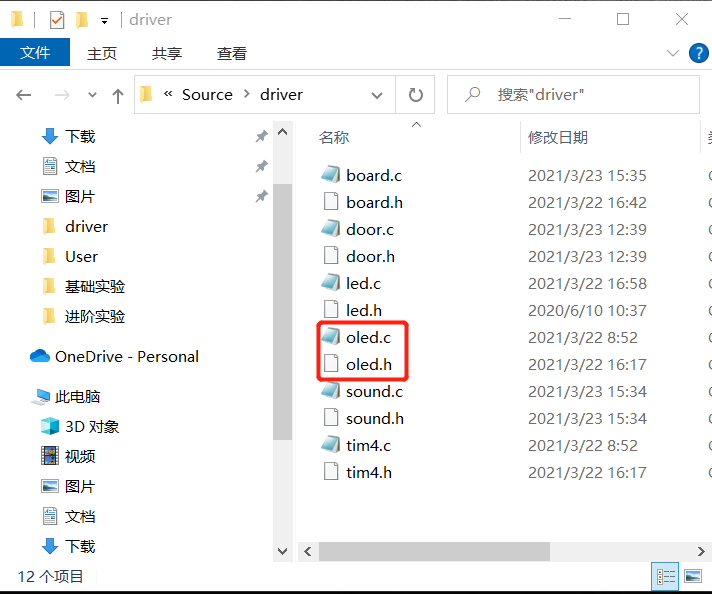 driver
文件 主页 共享 查看
« Source › driver 搜索"driver"
名称 修改日期
下载
文档
图片
driver
User
基础实验
进阶实验
OneDrive - Personal
此电脑
3D 对象
视频
图片
文档
下载
board.c 2021/3/23 15:35
board.h 2021/3/22 16:42
door.c 2021/3/23 12:39
door.h 2021/3/23 12:39
led.c 2021/3/22 16:58
led.h 2020/6/10 10:37
oled.c 2021/3/22 8:52
oled.h 2021/3/22 16:17
sound.c 2021/3/23 15:34
sound.h 2021/3/23 15:34
tim4.c 2021/3/22 8:52
tim4.h 2021/3/22 16:17
12 个项目